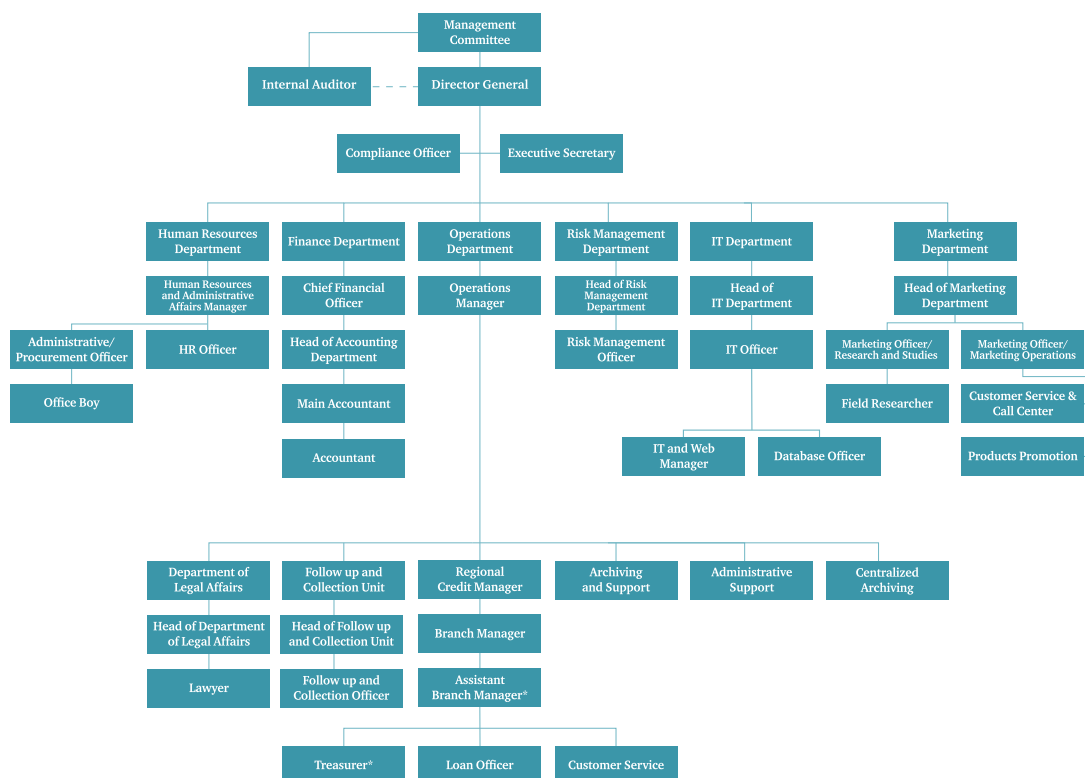 Management
Committee
Internal Auditor
Director General
Compliance Officer
Executive Secretary
Human Resources
Department
Finance Department
Operations
Department
Risk Management
Department
IT Department
Marketing
Department
Human Resources
and Administrative
Affairs Manager
Chief Financial
Officer
Operations
Manager
Head of Risk
Management
Department
Head of
IT Department
Head of Marketing
Department
Administrative/
Procurement Officer
HR Officer
Head of Accounting
Department
Risk Management
Officer
IT Officer
Marketing Officer/
Research and Studies
Marketing Officer/
Marketing Operations
Office Boy
Main Accountant
Field Researcher
Customer Service &
Call Center
Accountant
IT and Web
Manager
Database Officer
Products Promotion
Department of
Legal Affairs
Follow up and
Collection Unit
Regional
Credit Manager
Archiving
and Support
Administrative
Support
Centralized
Archiving
Head of Department
of Legal Affairs
Head of Follow up
and Collection Unit
Branch Manager
Lawyer
Follow up and
Collection Officer
Assistant
Branch Manager*
Treasurer*
Loan Officer
Customer Service